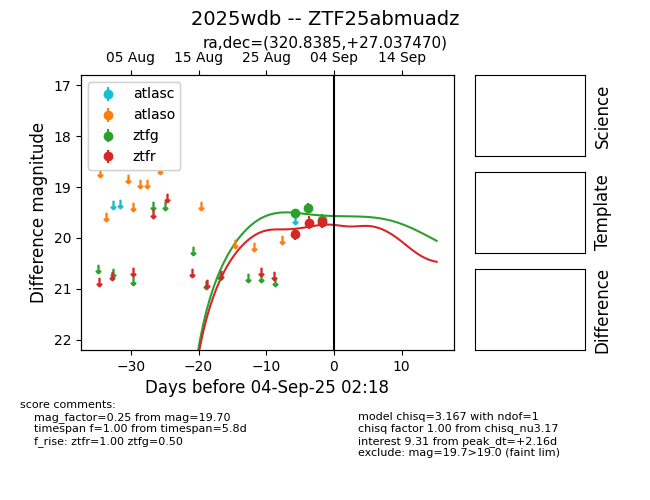 2025wdb -- ZTF25abmuadz
ra,dec=(320.8385,+27.037470)
05 Aug 15 Aug 25 Aug 04 Sep 14 Sep
17
18
19
20
21
22
Difference magnitude
atlasc
atlaso
ztfg
ztfr
−30 −20 −10 0 10
Days before 04-Sep-25 02:18
Science
Template
Difference
score comments:
mag_factor=0.25 from mag=19.70
timespan f=1.00 from timespan=5.8d
f_rise: ztfr=1.00 ztfg=0.50
model chisq=3.167 with ndof=1
chisq factor 1.00 from chisq_nu3.17
interest 9.31 from peak_dt=+2.16d
exclude: mag=19.7>19.0 (faint lim)